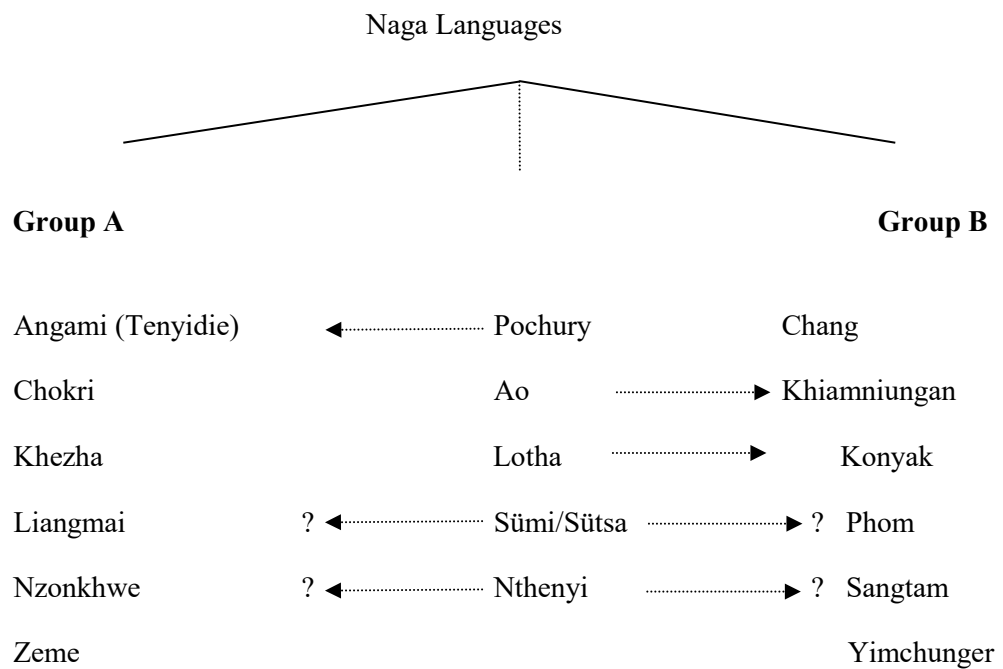 Naga Languages
Group A Group B
Angami (Tenyidie) Pochury Chang
Chokri Ao Khiamniungan
Khezha Lotha Konyak
Liangmai ? Sümi/Sütsa ? Phom
Nzonkhwe ? Nthenyi ? Sangtam
Zeme Yimchunger